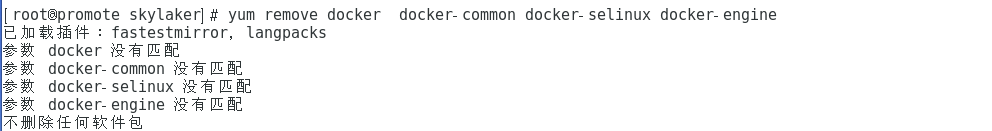 [root@promote skylaker]# yum remove docker  docker-common docker-selinux docker-engine
已加载插件：fastestmirror, langpacks
参数 docker 没有匹配
参数 docker-common 没有匹配
参数 docker-selinux 没有匹配
参数 docker-engine 没有匹配
不删除任何软件包